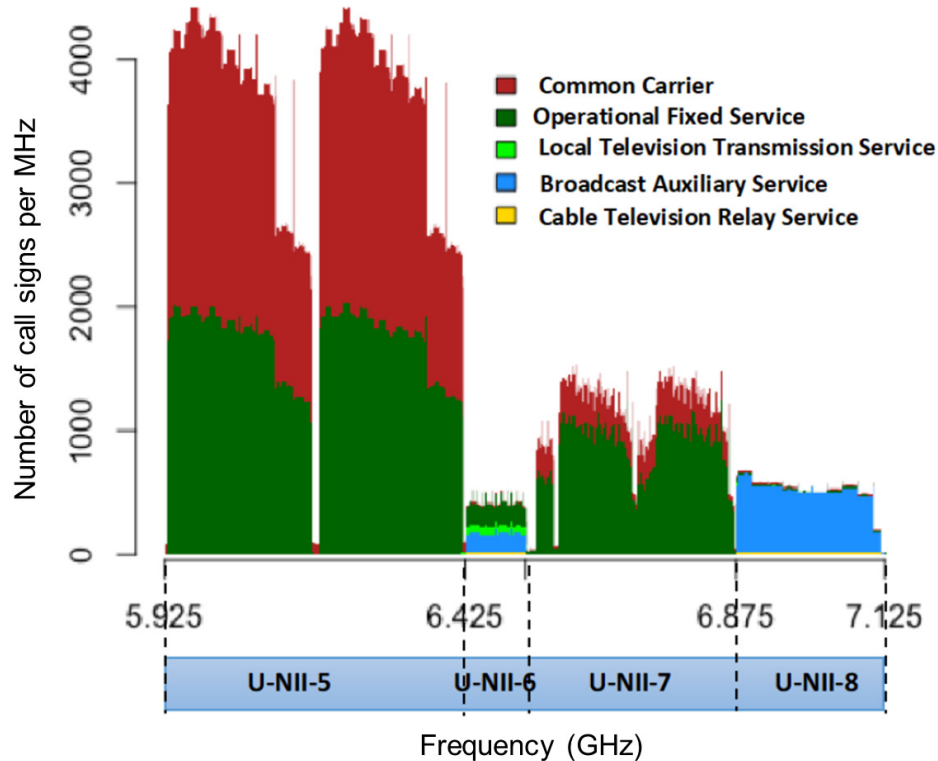 Number of call signs per MHz
4000
3000
2000
1000
0
Common Carrier
Operational Fixed Service
Local Television Transmission Service
Broadcast Auxiliary Service
Cable Television Relay Service
5.925 6.425 6.875 7.125
U-NII-5 U-NII-6 U-NII-7 U-NII-8
Frequency (GHz)